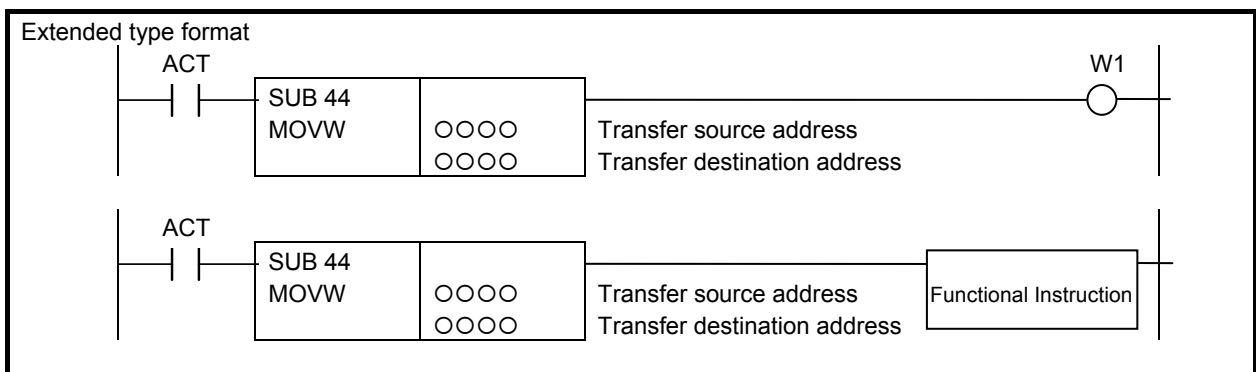 Extended type format
ACT W1
SUB 44
MOVW ○○○○ Transfer source address
○○○○ Transfer destination address
ACT
SUB 44
MOVW ○○○○ Transfer source address Functional Instruction
○○○○ Transfer destination address